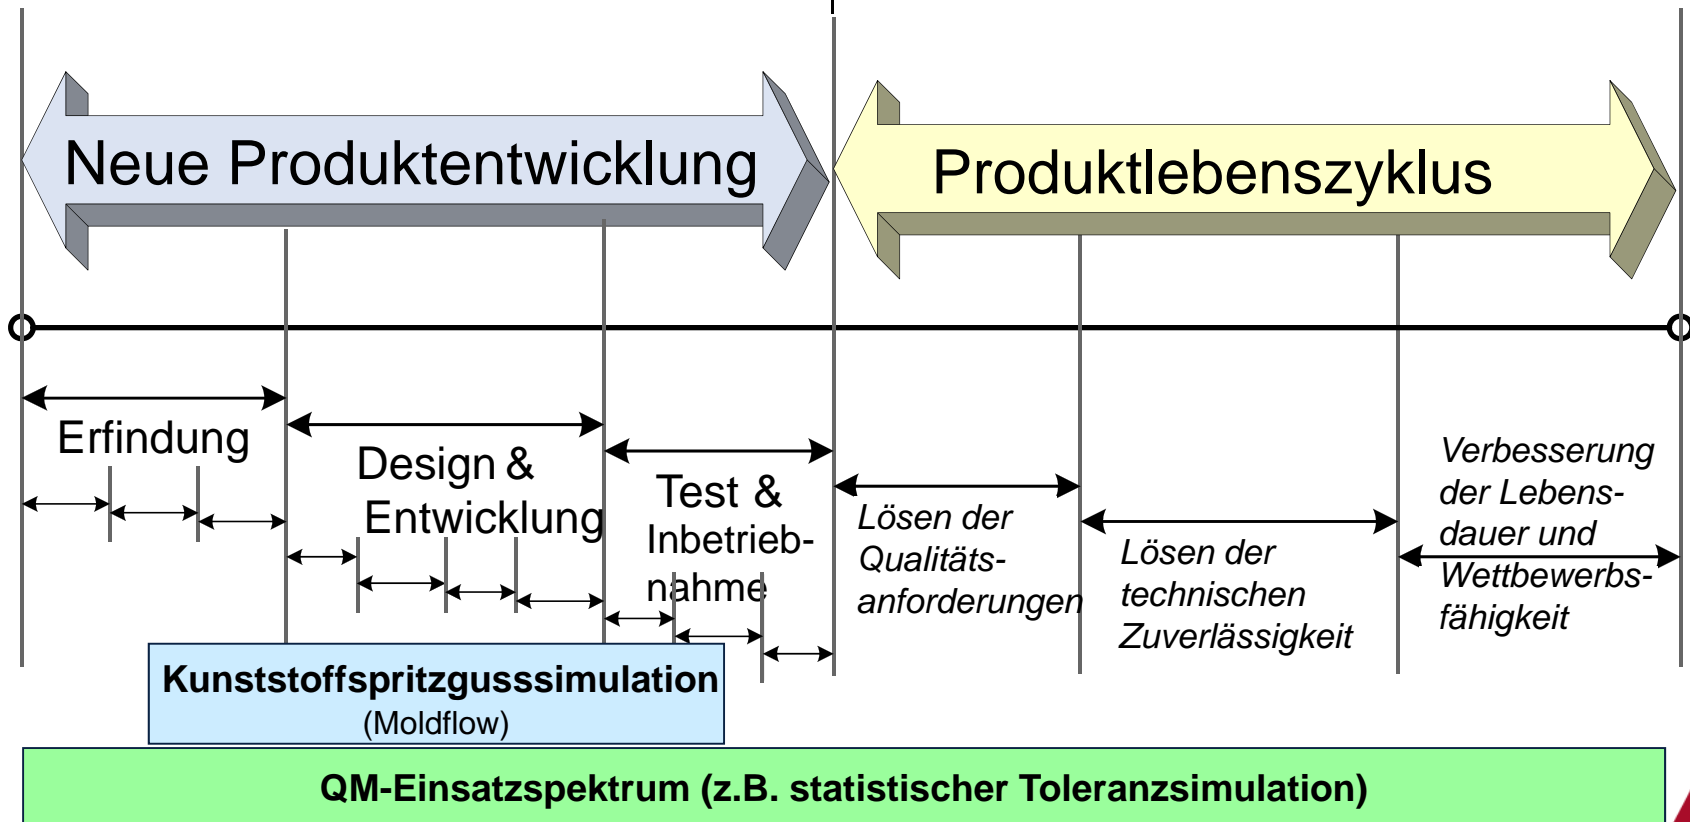 Neue Produktentwicklung
Produktlebenszyklus
Erfindung
Design &
Entwicklung
Test &
Inbetrieb-
nahme
Lösen der
Qualitäts-
anforderungen
Lösen der
technischen
Zuverlässigkeit
Verbesserung
der Lebens-
dauer und
Wettbewerbs-
fähigkeit
Kunststoffspritzgusssimulation
(Moldflow)
QM-Einsatzspektrum (z.B. statistischer Toleranzsimulation)